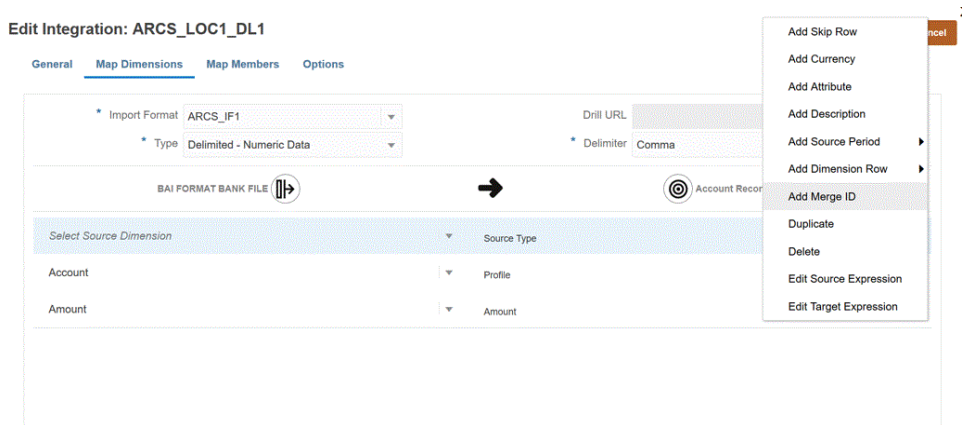 Edit Integration: ARCS_LOC1_DL1
ncel
General Map Dimensions Map Members Options
* Import Format ARCS_IF1 Drill URL
* Type Delimited - Numeric Data * Delimiter Comma
BAI FORMAT BANK FILE Account Recor
Select Source Dimension Source Type
Account Profile
Amount Amount
Add Skip Row
Add Currency
Add Attribute
Add Description
Add Source Period
Add Dimension Row
Add Merge ID
Duplicate
Delete
Edit Source Expression
Edit Target Expression